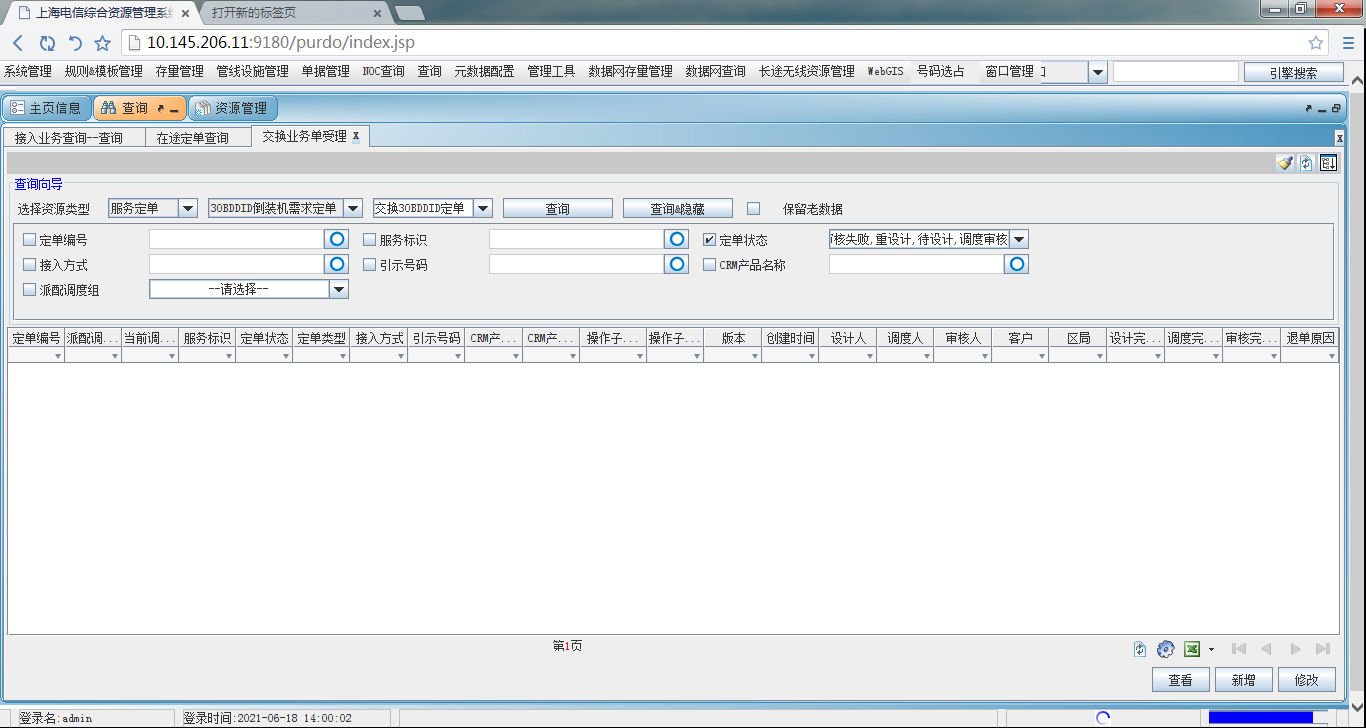 上海电信综合资源管理系统 打开新的标签页
10.145.206.11:9180/purdo/index.jsp
系统管理 规则&模板管理 存量管理 管线设施管理 单据管理 NOC查询 查询 元数据配置 管理工具 数据网存量管理 数据网查询 长途无线资源管理 WebGIS 号码选占 窗口管理 引擎搜索
主页信息 查询 资源管理
接入业务查询--查询 在途定单查询 交换业务单受理 X X
查询向导
选择资源类型 服务定单 30BDDID倒装机需求定单 交换30BDDID定单 查询 查询&隐藏 保留老数据
定单编号 服务标识 定单状态 核失败,重设计,待设计,调度审核
接入方式 引示号码 CRM产品名称
派配调度组 --请选择--
定单编号 派配调... 当前调... 服务标识 定单状态 定单类型 接入方式 引示号码 CRM产... CRM产... 操作子... 操作子... 版本 创建时间 设计人 调度人 审核人 客户 区局 设计完... 调度完... 审核完... 退单原因
第1页
查看 新增 修改
登录名:admin 登录时间:2021-06-18 14:00:02